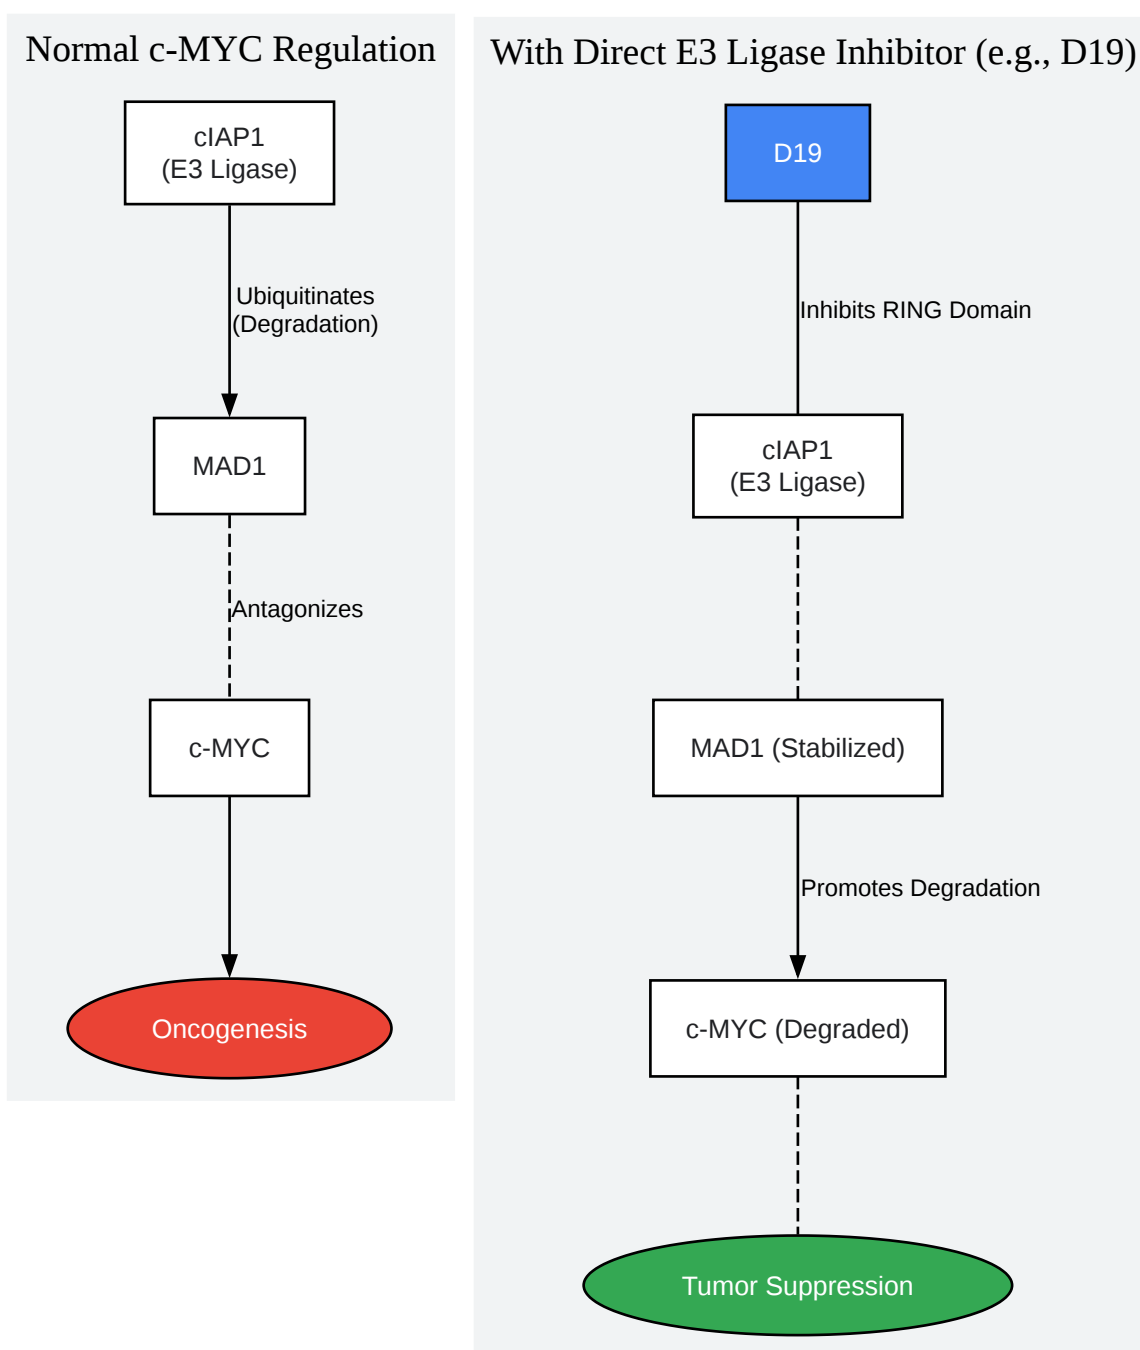 Normal c-MYC Regulation
cIAP1
(E3 Ligase)
Ubiquitinates
(Degradation)
MAD1
Antagonizes
c-MYC
Oncogenesis
With Direct E3 Ligase Inhibitor (e.g., D19)
D19
Inhibits RING Domain
cIAP1
(E3 Ligase)
MAD1 (Stabilized)
Promotes Degradation
c-MYC (Degraded)
Tumor Suppression